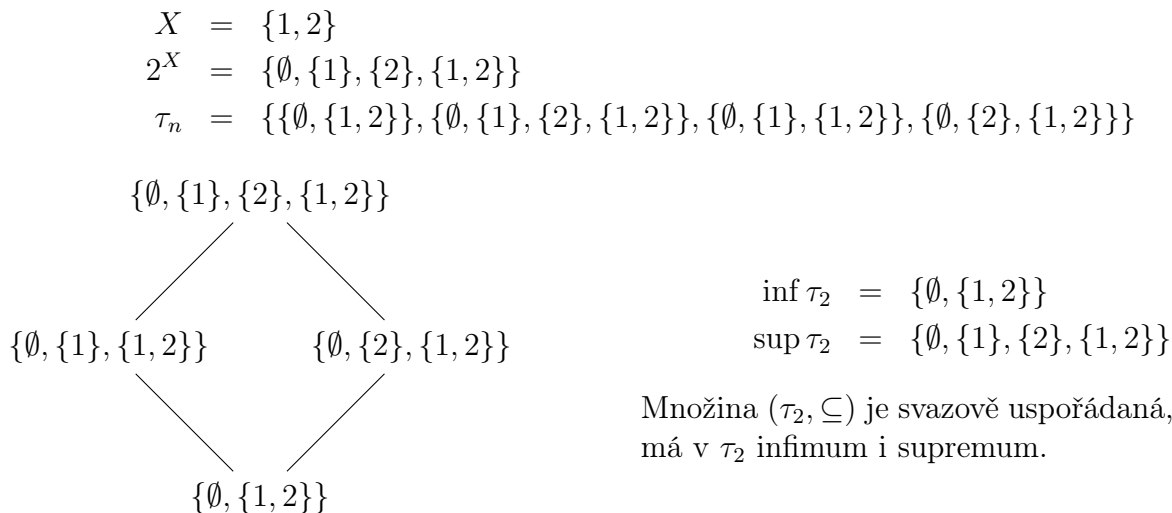 X = {1, 2}
2^X = {∅, {1}, {2}, {1, 2}}
τ_n = {{∅, {1, 2}}, {∅, {1}, {2}, {1, 2}}, {∅, {1}, {1, 2}}, {∅, {2}, {1, 2}}}
{∅, {1}, {2}, {1, 2}}
{∅, {1}, {1, 2}} {∅, {2}, {1, 2}}
{∅, {1, 2}}
inf τ_2 = {∅, {1, 2}}
sup τ_2 = {∅, {1}, {2}, {1, 2}}
Množina (τ_2, ⊆) je svazově uspořádaná,
má v τ_2 infimum i supremum.